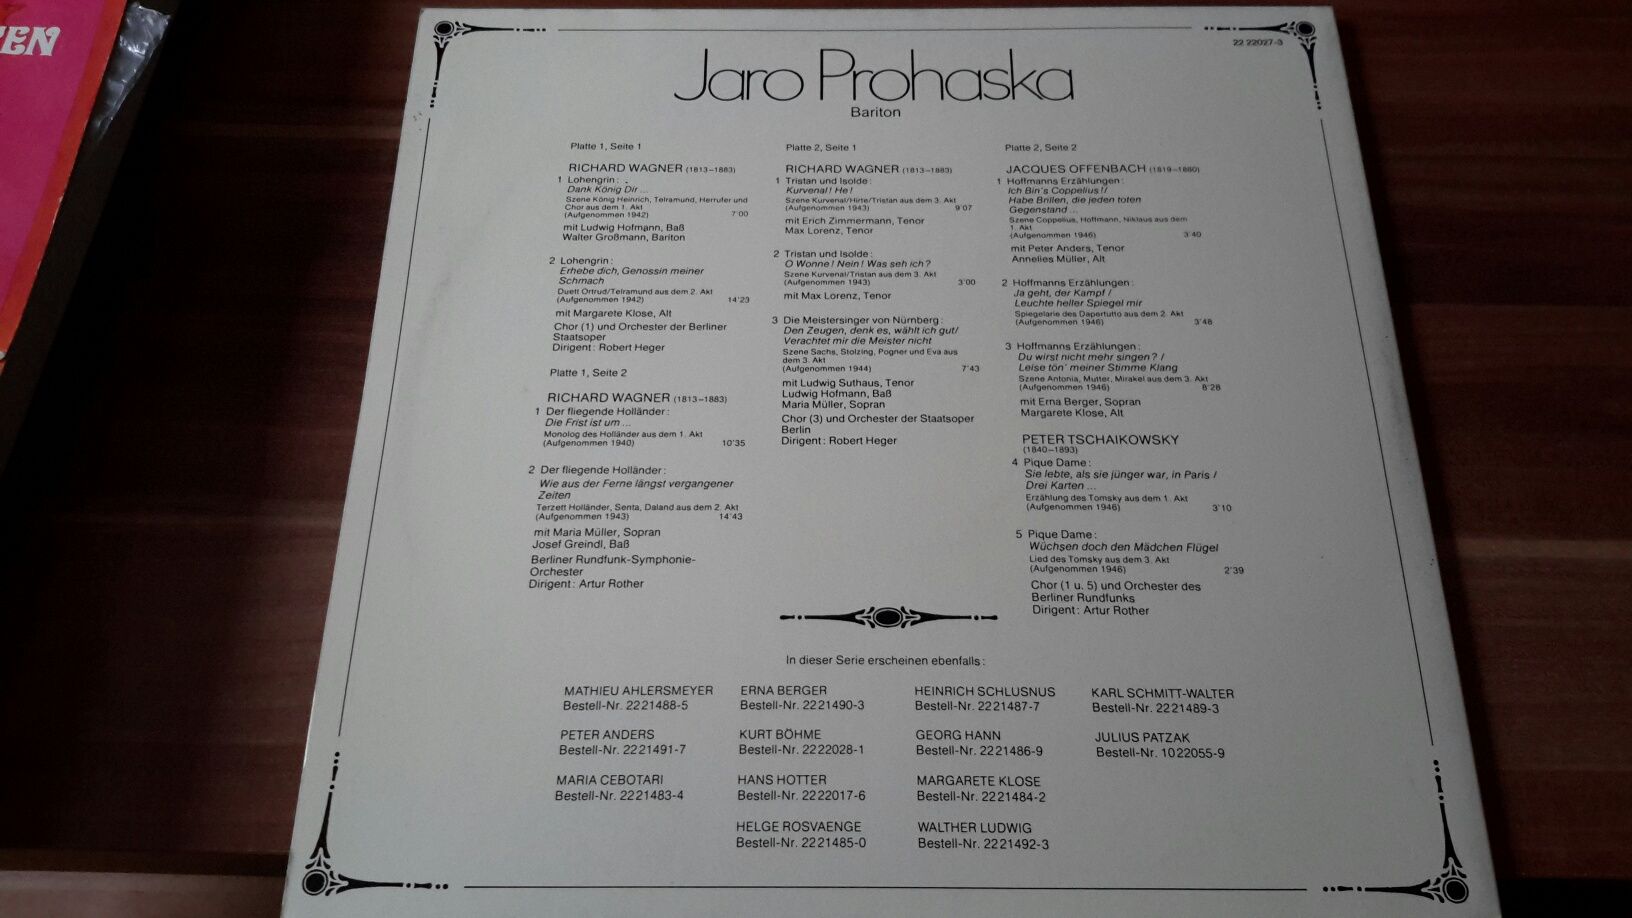 EN
22 22027-3
Jaro Prohaska
Bariton
Platte 1, Seite 1
RICHARD WAGNER (1813–1883)
1 Lohengrin:
Dank König Dir ...
Szene König Heinrich, Telramund, Herrufer und
Chor aus dem 1. Akt
(Aufgenommen 1942) 7'00
mit Ludwig Hofmann, Baß
Walter Großmann, Bariton
2 Lohengrin:
Erhebe dich, Genossin meiner
Schmach
Duett Ortrud/Telramund aus dem 2. Akt
(Aufgenommen 1942) 14'23
mit Margarete Klose, Alt
Chor (1) und Orchester der Berliner
Staatsoper
Dirigent: Robert Heger
Platte 1, Seite 2
RICHARD WAGNER (1813–1883)
1 Der fliegende Holländer:
Die Frist ist um ...
Monolog des Holländer aus dem 1. Akt
(Aufgenommen 1940) 10'35
2 Der fliegende Holländer:
Wie aus der Ferne längst vergangener
Zeiten
Terzett Holländer, Senta, Daland aus dem 2. Akt
(Aufgenommen 1943) 14'43
mit Maria Müller, Sopran
Josef Greindl, Baß
Berliner Rundfunk-Symphonie-
Orchester
Dirigent: Artur Rother
Platte 2, Seite 1
RICHARD WAGNER (1813–1883)
1 Tristan und Isolde:
Kurvenal! He!
Szene Kurvenal/Hirte/Tristan aus dem 3. Akt
(Aufgenommen 1943) 9'07
mit Erich Zimmermann, Tenor
Max Lorenz, Tenor
2 Tristan und Isolde:
O Wonne! Nein! Was seh ich?
Szene Kurvenal/Tristan aus dem 3. Akt
(Aufgenommen 1943) 3'00
mit Max Lorenz, Tenor
3 Die Meistersinger von Nürnberg:
Den Zeugen, denk es, wählt ich gut/
Verachtet mir die Meister nicht
Szene Sachs, Stolzing, Pogner und Eva aus
dem 3. Akt
(Aufgenommen 1944) 7'43
mit Ludwig Suthaus, Tenor
Ludwig Hofmann, Baß
Maria Müller, Sopran
Chor (3) und Orchester der Staatsoper
Berlin
Dirigent: Robert Heger
Platte 2, Seite 2
JACQUES OFFENBACH (1819–1880)
1 Hoffmanns Erzählungen:
Ich Bin's Coppelius!/
Habe Brillen, die jeden toten
Gegenstand ...
Szene Coppelius, Hoffmann, Niklaus aus dem
1. Akt
(Aufgenommen 1946) 3'40
mit Peter Anders, Tenor
Annelies Müller, Alt
2 Hoffmanns Erzählungen:
Ja geht, der Kampf /
Leuchte heller Spiegel mir
Spiegelarie des Dapertutto aus dem 2. Akt
(Aufgenommen 1946) 3'48
3 Hoffmanns Erzählungen:
Du wirst nicht mehr singen? /
Leise tön' meiner Stimme Klang
Szene Antonia, Mutter, Mirakel aus dem 3. Akt
(Aufgenommen 1946) 8'28
mit Erna Berger, Sopran
Margarete Klose, Alt
PETER TSCHAIKOWSKY
(1840–1893)
4 Pique Dame:
Sie lebte, als sie jünger war, in Paris /
Drei Karten ...
Erzählung des Tomsky aus dem 1. Akt
(Aufgenommen 1946) 3'10
5 Pique Dame:
Wüchsen doch den Mädchen Flügel
Lied des Tomsky aus dem 3. Akt
(Aufgenommen 1946) 2'39
Chor (1 u. 5) und Orchester des
Berliner Rundfunks
Dirigent: Artur Rother
In dieser Serie erscheinen ebenfalls:
MATHIEU AHLERSMEYER
Bestell-Nr. 2221488-5
ERNA BERGER
Bestell-Nr. 2221490-3
HEINRICH SCHLUSNUS
Bestell-Nr. 2221487-7
KARL SCHMITT-WALTER
Bestell-Nr. 2221489-3
PETER ANDERS
Bestell-Nr. 2221491-7
KURT BÖHME
Bestell-Nr. 2222028-1
GEORG HANN
Bestell-Nr. 2221486-9
JULIUS PATZAK
Bestell-Nr. 1022055-9
MARIA CEBOTARI
Bestell-Nr. 2221483-4
HANS HOTTER
Bestell-Nr. 2222017-6
MARGARETE KLOSE
Bestell-Nr. 2221484-2
HELGE ROSVAENGE
Bestell-Nr. 2221485-0
WALTHER LUDWIG
Bestell-Nr. 2221492-3